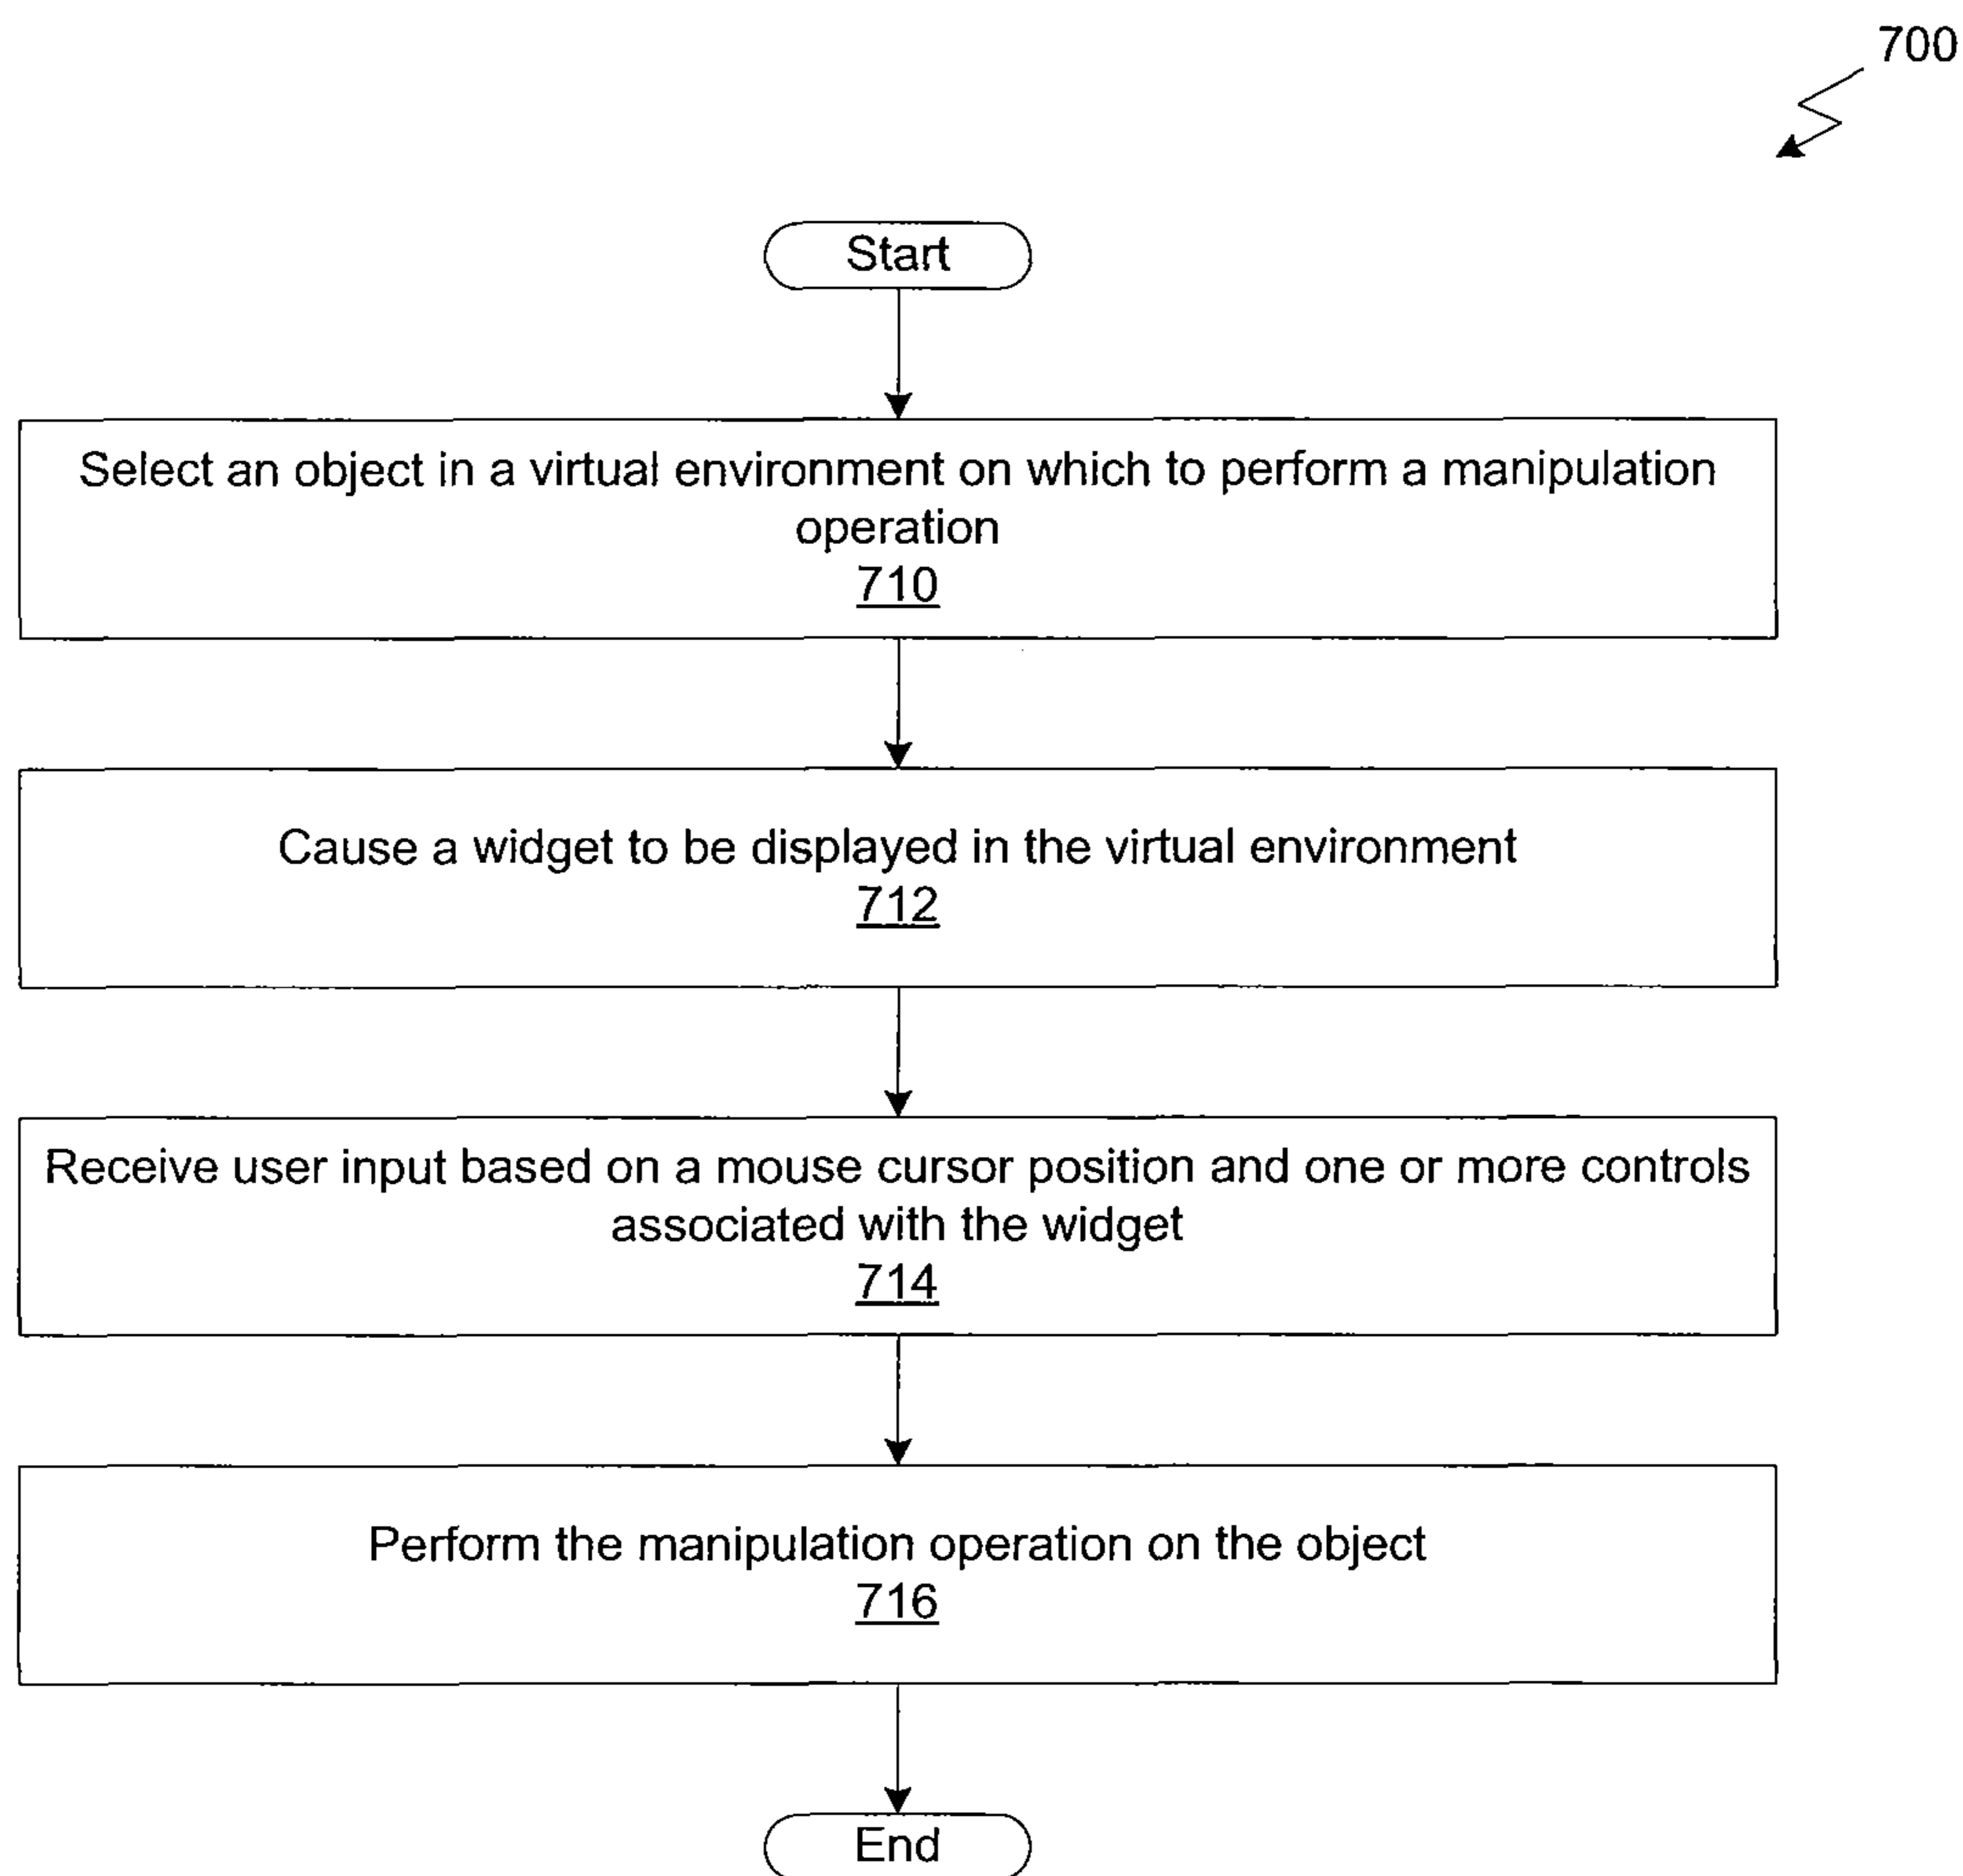 700
Start
Select an object in a virtual environment on which to perform a manipulation
operation
710
Cause a widget to be displayed in the virtual environment
712
Receive user input based on a mouse cursor position and one or more controls
associated with the widget
714
Perform the manipulation operation on the object
716
End